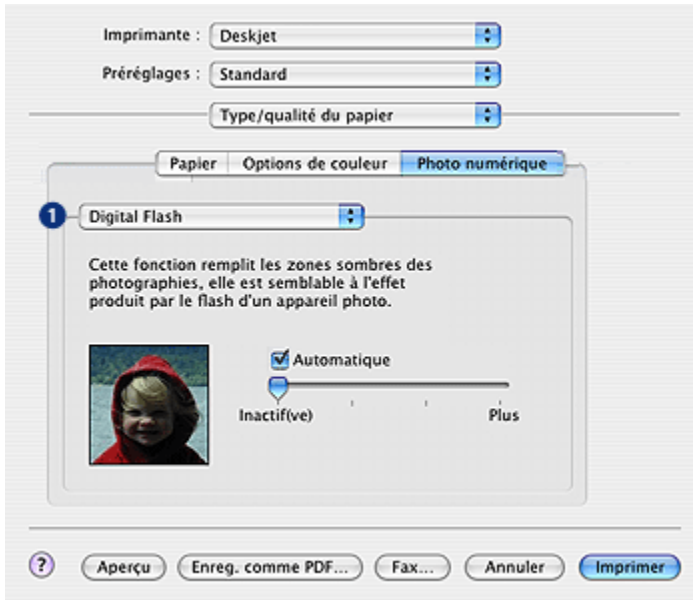 Imprimante : Deskjet
Préréglages : Standard
Type/qualité du papier
Papier Options de couleur Photo numérique
1 Digital Flash
Cette fonction remplit les zones sombres des
photographies, elle est semblable à l'effet
produit par le flash d'un appareil photo.
Automatique
Inactif(ve) Plus
? Aperçu Enreg. comme PDF... Fax... Annuler Imprimer